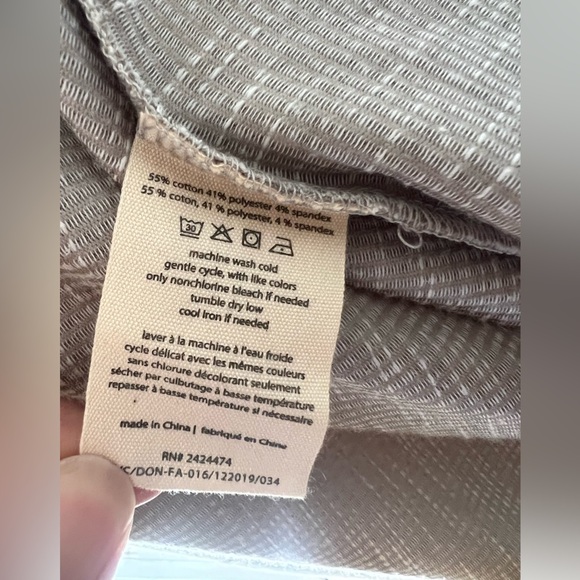 55% cotton 41% polyester 4% spandex
55 % coton, 41 % polyester, 4 % spandex
30
machine wash cold
gentle cycle, with like colors
only nonchlorine bleach if needed
tumble dry low
cool iron if needed
laver à la machine à l'eau froide
cycle délicat avec les mêmes couleurs
sans chlorure décolorant seulement
sécher par culbutage à basse température
repasser à basse température si nécessaire
made in China | fabriqué en Chine
RN# 2424474
/DON-FA-016/122019/034